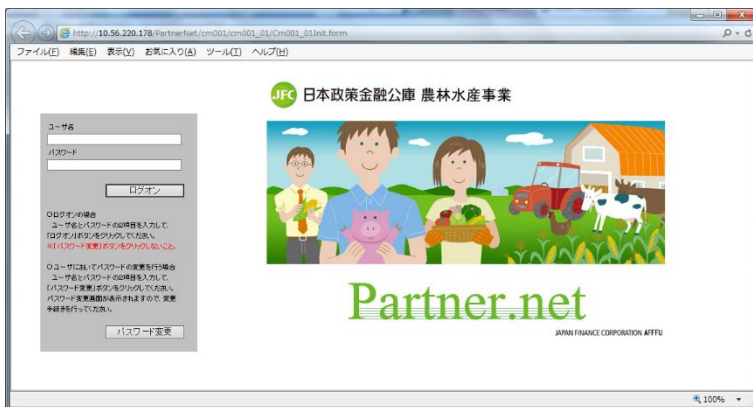 http://10.56.220.178/PartnerNet/cm001/cm001_01/Cm001_01Init.form
ファイル(F) 編集(E) 表示(V) お気に入り(A) ツール(T) ヘルプ(H)
JFC 日本政策金融公庫 農林水産事業
ユーザ名
パスワード
ログオン
○ログオンの場合
ユーザ名とパスワードの2項目を入力して、
「ログオン」ボタンをクリックしてください。
※「パスワード変更」ボタンをクリックしないこと。
○ユーザにおいてパスワードの変更を行う場合
ユーザ名とパスワードの2項目を入力して、
「パスワード変更」ボタンをクリックしてください。
パスワード変更画面が表示されますので、変更
手続きを行ってください。
パスワード変更
Partner.net
JAPAN FINANCE CORPORATION AFFFU
100%